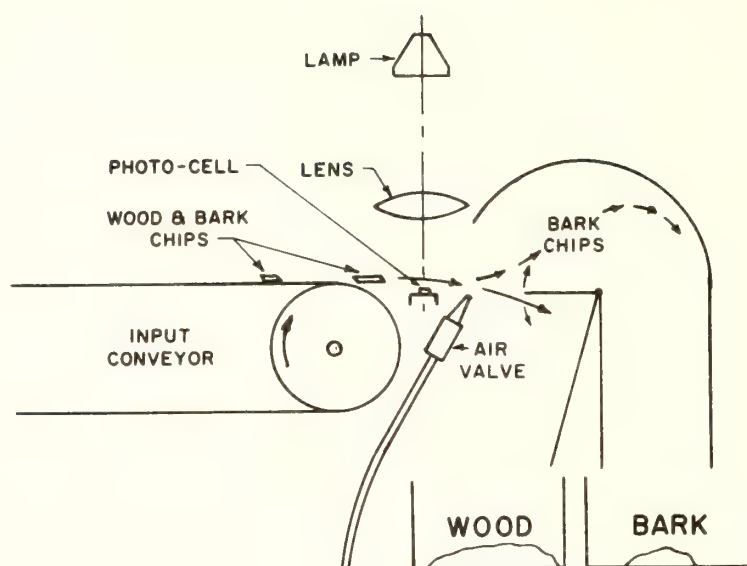 LAMP
PHOTO-CELL
LENS
WOOD & BARK
CHIPS
BARK
CHIPS
INPUT
CONVEYOR
AIR
VALVE
WOOD
BARK